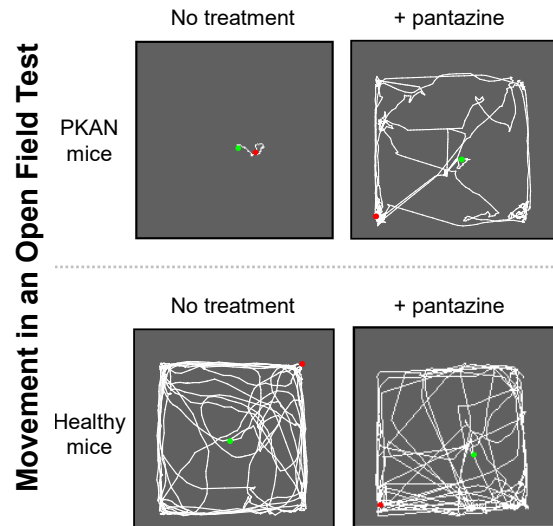 Movement in an Open Field Test
No treatment
+ pantazine
PKAN
mice
No treatment
+ pantazine
Healthy
mice